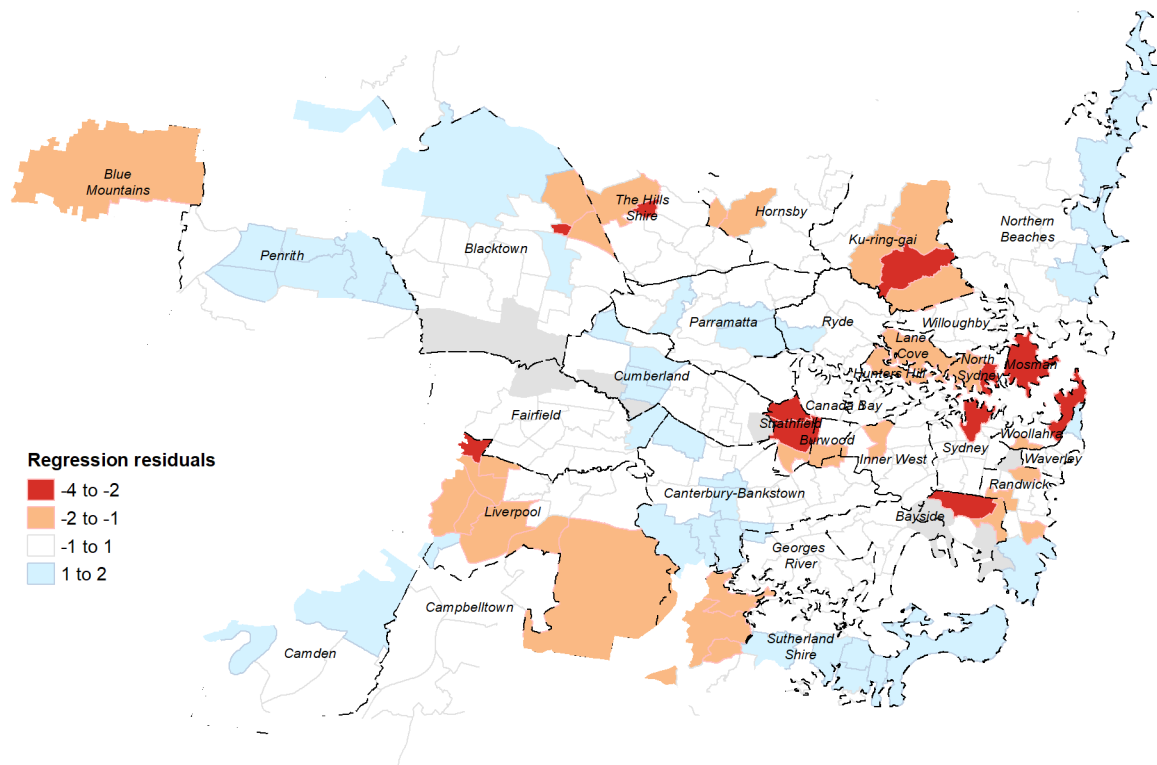 Blue
Mountains
The Hills
Shire
Hornsby
Northern
Beaches
Ku-ring-gai
Penrith
Blacktown
Parramatta
Ryde
Willoughby
Lane
Cove
North
Sydney
Mosman
Hunters Hill
Cumberland
Canada Bay
Fairfield
Strathfield
Burwood
Woollahra
Sydney
Inner West
Waverley
Regression residuals
-4 to -2
-2 to -1
-1 to 1
1 to 2
Randwick
Canterbury-Bankstown
Liverpool
Bayside
Georges
River
Campbelltown
Sutherland
Shire
Camden